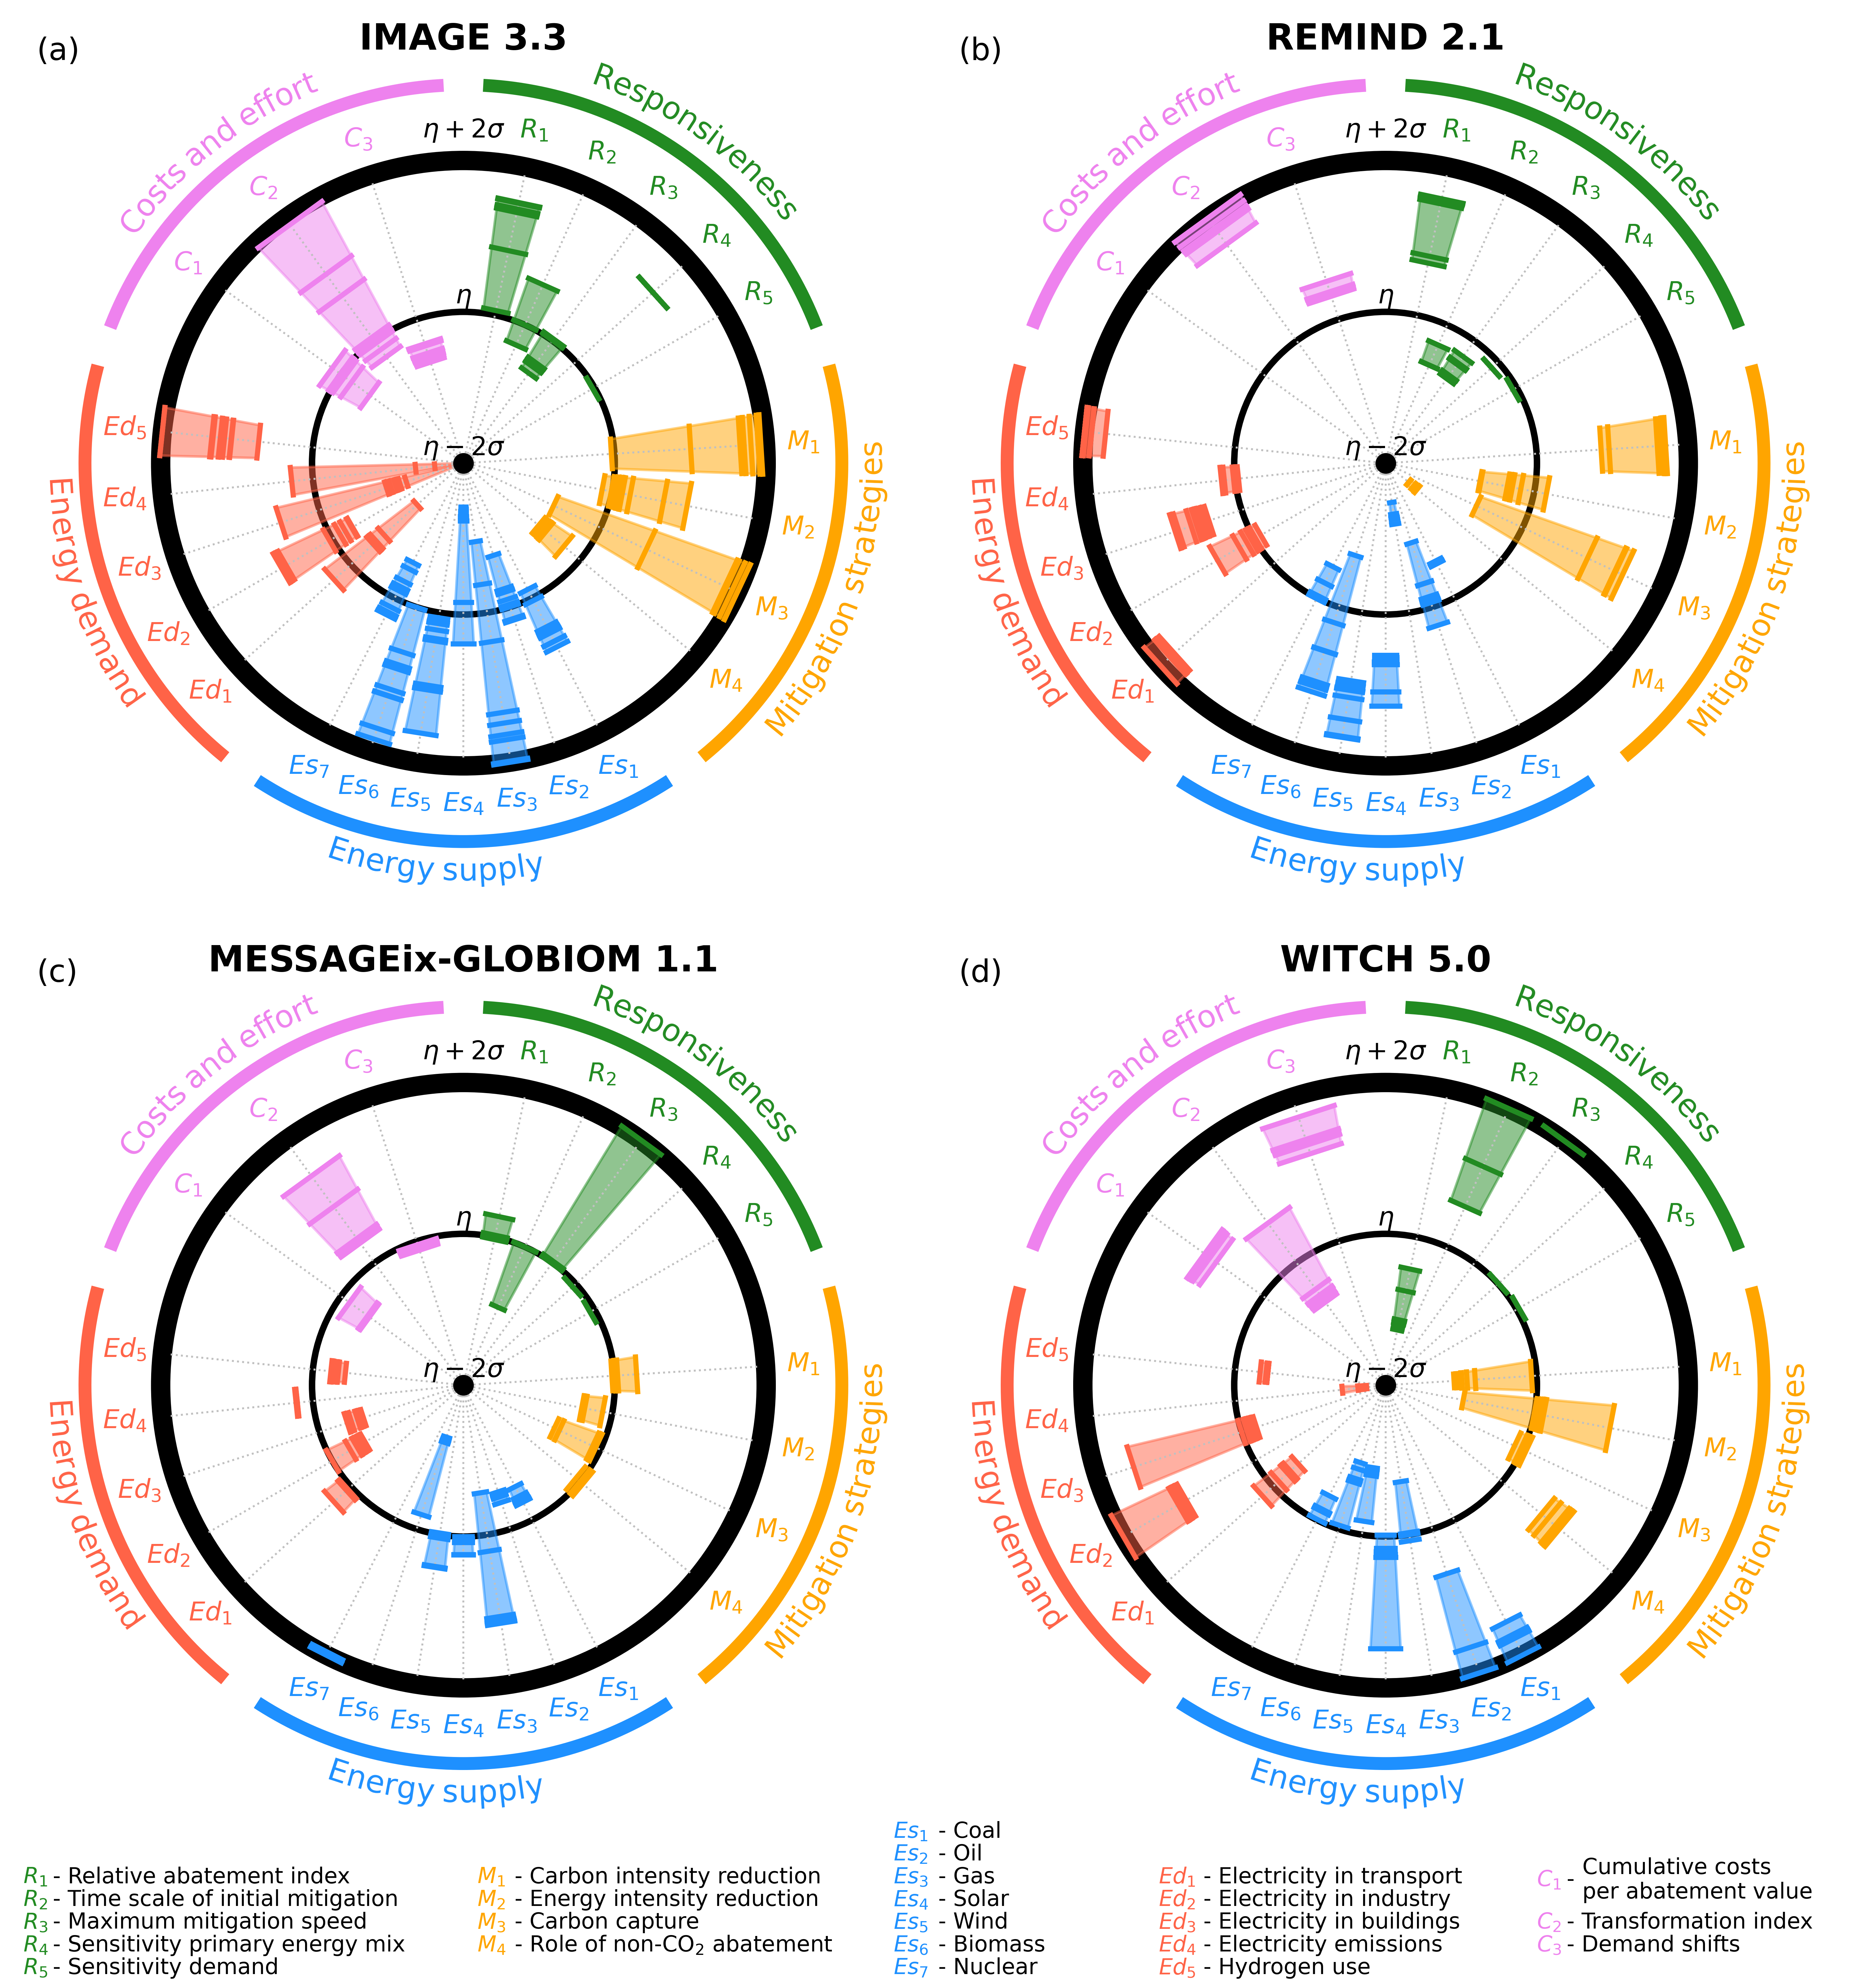 (a)
IMAGE 3.3
Costs and effort
Responsiveness
Mitigation strategies
Energy supply
Energy demand
η + 2σ
η
η − 2σ
R₁
R₂
R₃
R₄
R₅
M₁
M₂
M₃
M₄
Es₁
Es₂
Es₃
Es₄
Es₅
Es₆
Es₇
Ed₁
Ed₂
Ed₃
Ed₄
Ed₅
C₁
C₂
C₃
(b)
REMIND 2.1
Costs and effort
Responsiveness
Mitigation strategies
Energy supply
Energy demand
η + 2σ
η
η − 2σ
R₁
R₂
R₃
R₄
R₅
M₁
M₂
M₃
M₄
Es₁
Es₂
Es₃
Es₄
Es₅
Es₆
Es₇
Ed₁
Ed₂
Ed₃
Ed₄
Ed₅
C₁
C₂
C₃
(c)
MESSAGEix-GLOBIOM 1.1
Costs and effort
Responsiveness
Mitigation strategies
Energy supply
Energy demand
η + 2σ
η
η − 2σ
R₁
R₂
R₃
R₄
R₅
M₁
M₂
M₃
M₄
Es₁
Es₂
Es₃
Es₄
Es₅
Es₆
Es₇
Ed₁
Ed₂
Ed₃
Ed₄
Ed₅
C₁
C₂
C₃
(d)
WITCH 5.0
Costs and effort
Responsiveness
Mitigation strategies
Energy supply
Energy demand
η + 2σ
η
η − 2σ
R₁
R₂
R₃
R₄
R₅
M₁
M₂
M₃
M₄
Es₁
Es₂
Es₃
Es₄
Es₅
Es₆
Es₇
Ed₁
Ed₂
Ed₃
Ed₄
Ed₅
C₁
C₂
C₃
R₁ - Relative abatement index
R₂ - Time scale of initial mitigation
R₃ - Maximum mitigation speed
R₄ - Sensitivity primary energy mix
R₅ - Sensitivity demand
M₁ - Carbon intensity reduction
M₂ - Energy intensity reduction
M₃ - Carbon capture
M₄ - Role of non-CO₂ abatement
Es₁ - Coal
Es₂ - Oil
Es₃ - Gas
Es₄ - Solar
Es₅ - Wind
Es₆ - Biomass
Es₇ - Nuclear
Ed₁ - Electricity in transport
Ed₂ - Electricity in industry
Ed₃ - Electricity in buildings
Ed₄ - Electricity emissions
Ed₅ - Hydrogen use
C₁ - Cumulative costs
per abatement value
C₂ - Transformation index
C₃ - Demand shifts